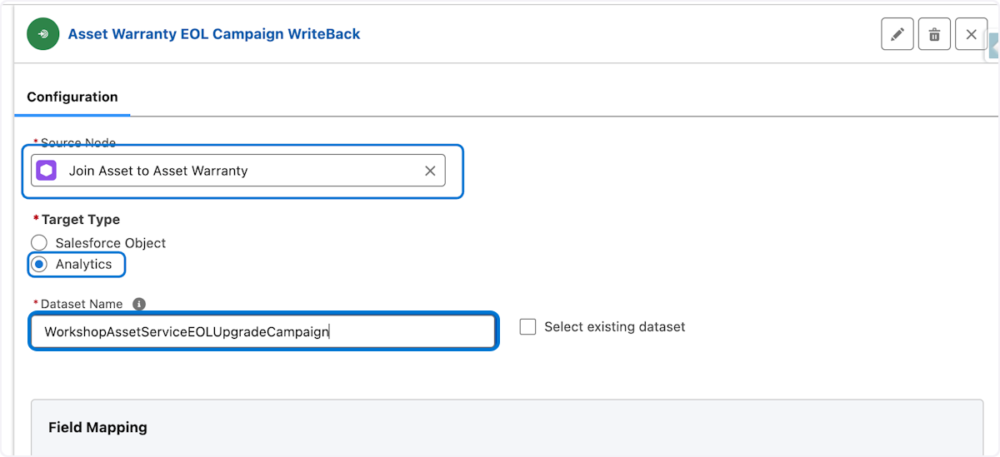 Asset Warranty EOL Campaign WriteBack
Configuration
* Source Node
Join Asset to Asset Warranty
* Target Type
Salesforce Object
Analytics
* Dataset Name
WorkshopAssetServiceEOLUpgradeCampaign
Select existing dataset
Field Mapping